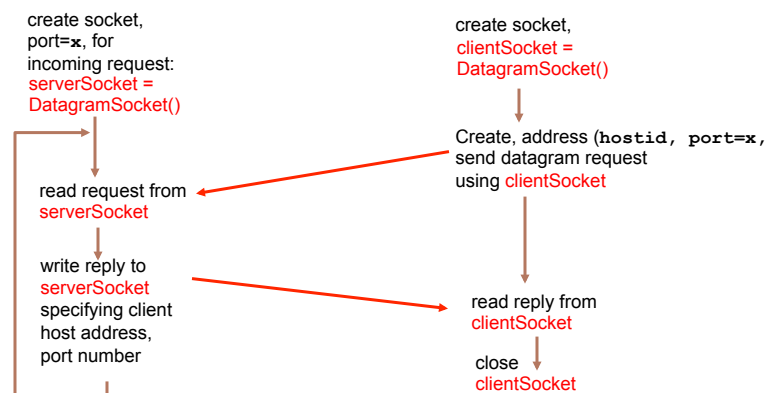 create socket,
port=x, for
incoming request:
serverSocket =
DatagramSocket()
read request from
serverSocket
write reply to
serverSocket
specifying client
host address,
port number
create socket,
clientSocket =
DatagramSocket()
Create, address (hostid, port=x,
send datagram request
using clientSocket
read reply from
clientSocket
close
clientSocket